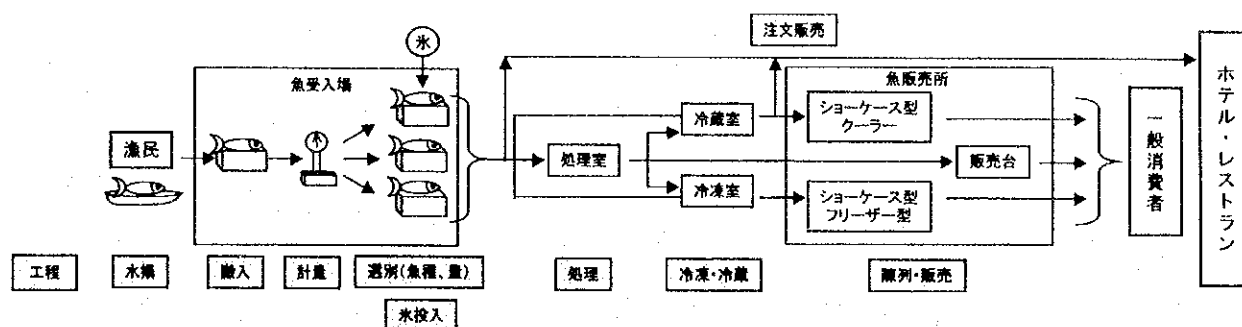 注文販売
氷
魚受入場
魚販売所
ホテル・レストラン
漁民
処理室
冷蔵室
冷凍室
ショーケース型
クーラー
販売台
ショーケース型
フリーザー型
一般消費者
工程
水揚
搬入
計量
選別(魚種、量)
氷投入
処理
冷凍・冷蔵
陳列・販売